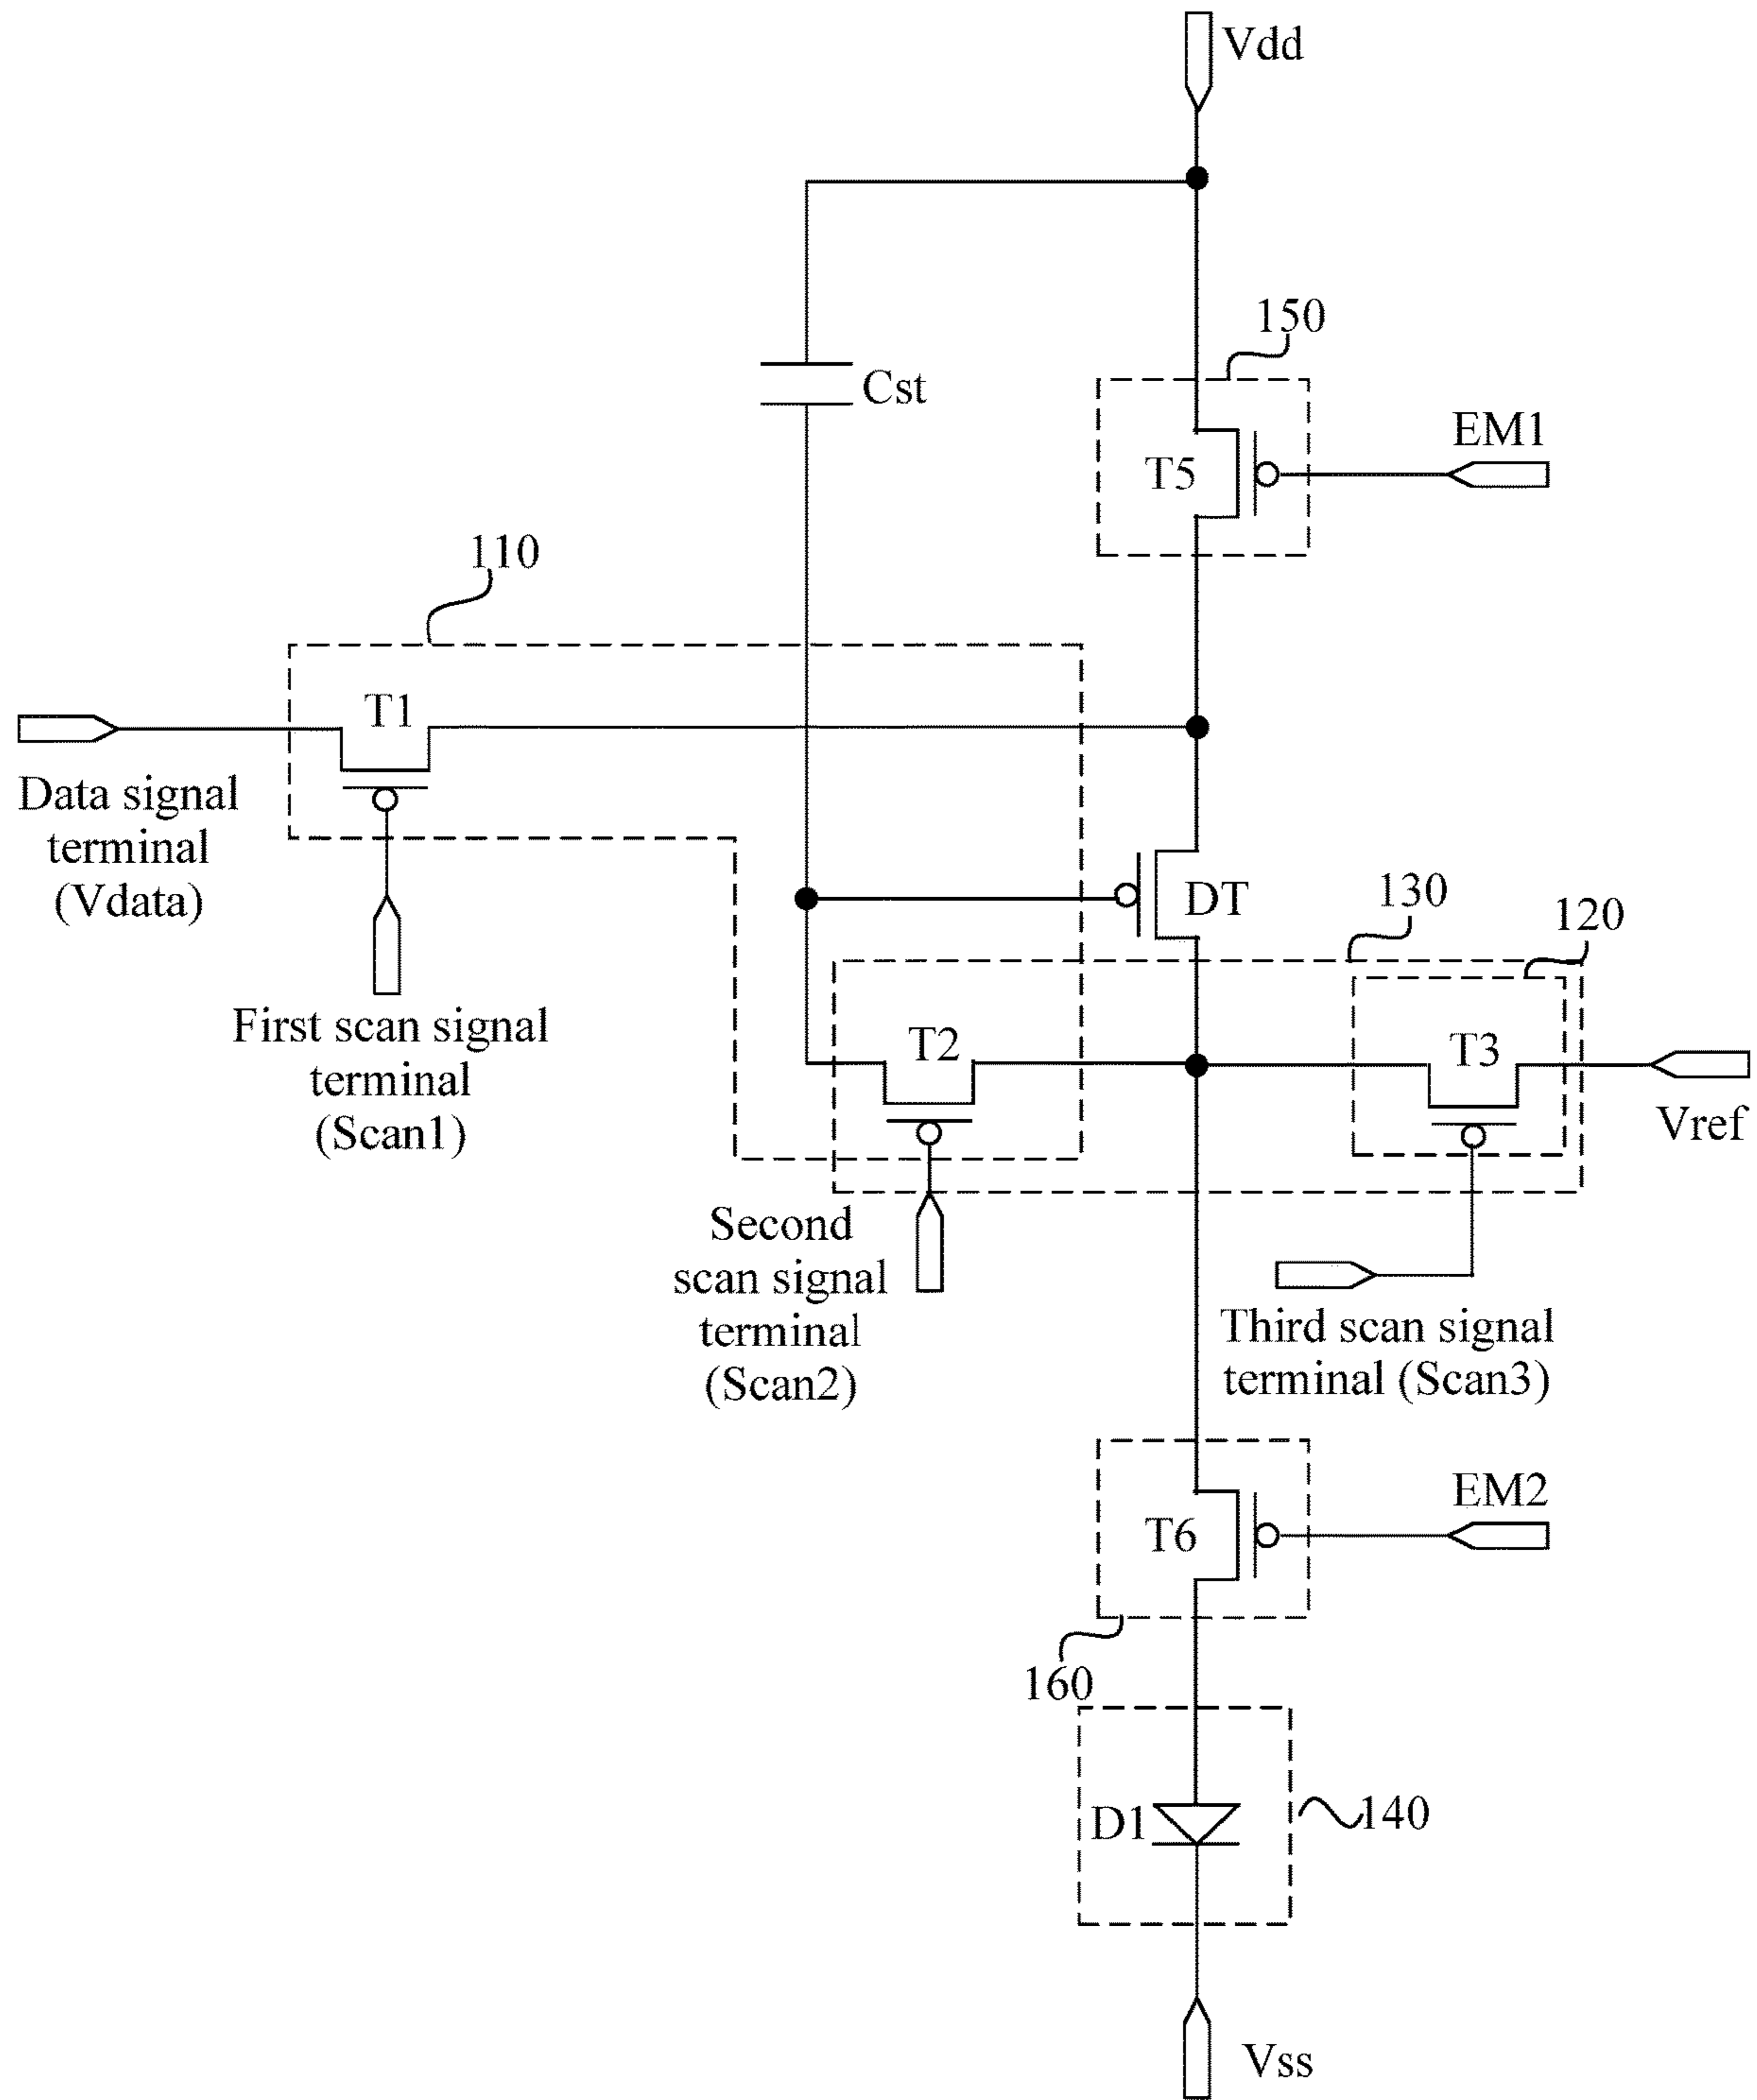 Vdd
150
Cst
EM1
T5
110
T1
Data signal
terminal
(Vdata)
DT
130
120
First scan signal
terminal
(Scan1)
T2
T3
Vref
Second
scan signal
terminal
(Scan2)
Third scan signal
terminal (Scan3)
EM2
T6
160
D1
140
Vss